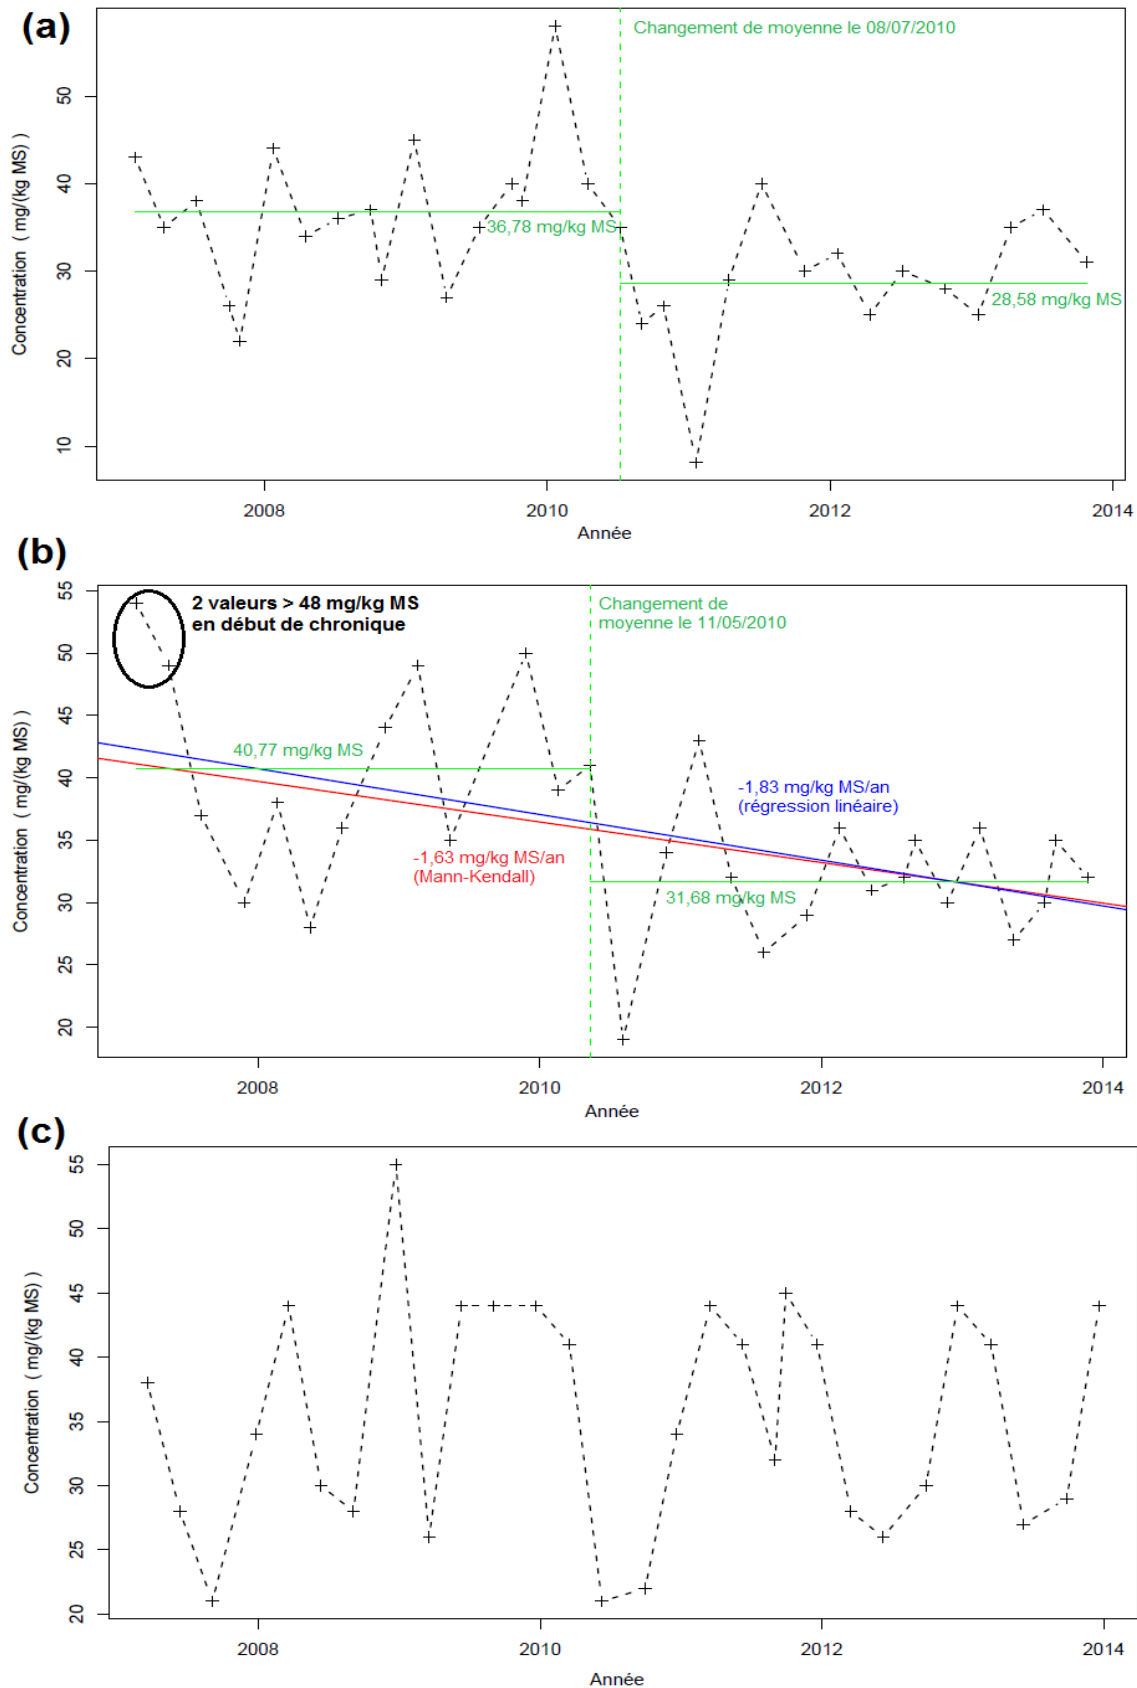 (a)
Changement de moyenne le 08/07/2010
50
40
30
20
10
Concentration ( mg/(kg MS) )
36,78 mg/kg MS
28,58 mg/kg MS
2008
2010
2012
2014
Année
(b)
2 valeurs > 48 mg/kg MS
en début de chronique
Changement de
moyenne le 11/05/2010
55
50
45
40
35
30
25
20
Concentration ( mg/(kg MS) )
40,77 mg/kg MS
-1,83 mg/kg MS/an
(régression linéaire)
-1,63 mg/kg MS/an
(Mann-Kendall)
31,68 mg/kg MS
2008
2010
2012
2014
Année
(c)
55
50
45
40
35
30
25
20
Concentration ( mg/(kg MS) )
2008
2010
2012
2014
Année